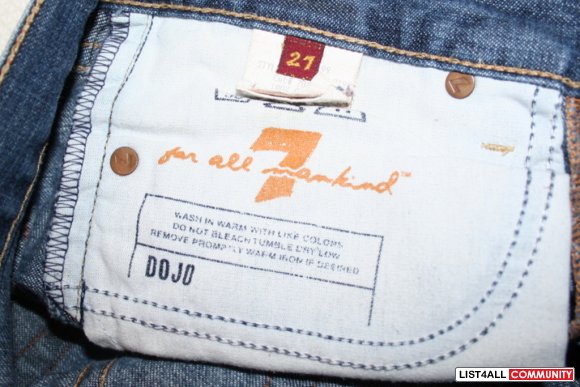 27
7
for all mankind™
WASH IN WARM WITH LIKE COLORS
DO NOT BLEACH TUMBLE DRY LOW
REMOVE PROMPTLY WARM IRON IF DESIRED
DOJO
LIST4ALL COMMUNITY